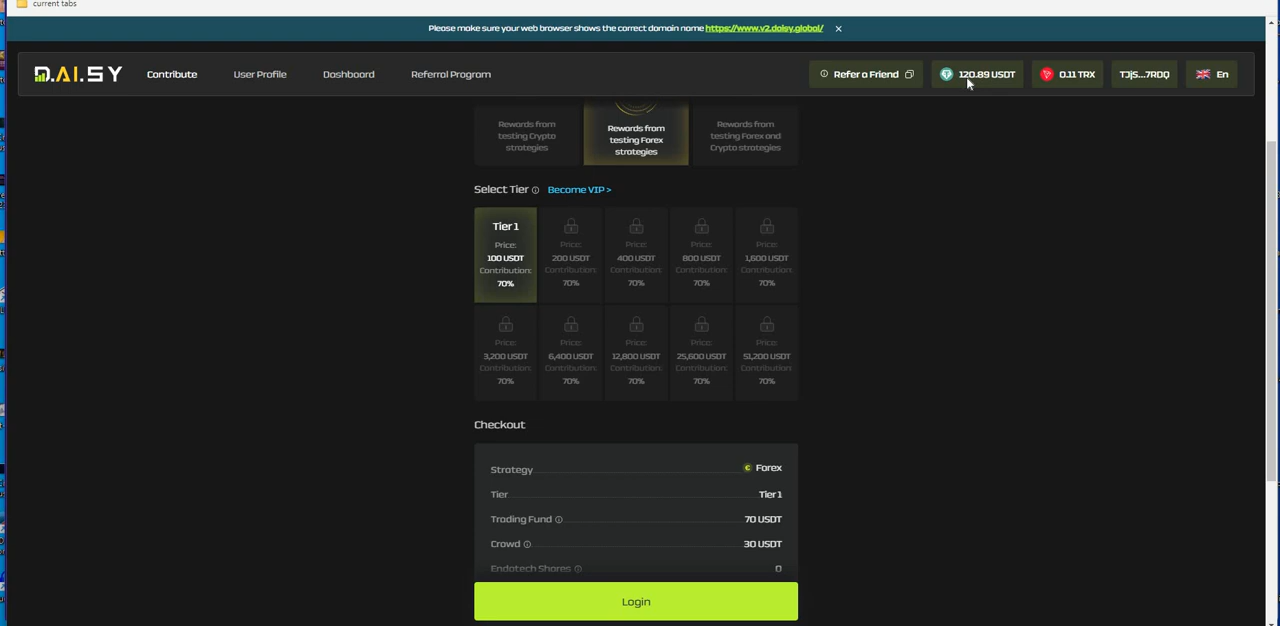 current tabs
Please make sure your web browser shows the correct domain name https://www.v2.daisy.global/
D.AI.SY Contribute User Profile Dashboard Referral Program Refer a Friend 120.89 USDT 0.11 TRX TJjS...7RDQ En
Rewards from testing Crypto strategies
Rewards from testing Forex strategies
Rewards from testing Forex and Crypto strategies
Select Tier Become VIP >
Tier 1
Price: Price: Price: Price: Price:
100 USDT 200 USDT 400 USDT 800 USDT 1,600 USDT
Contribution: Contribution: Contribution: Contribution: Contribution:
70% 70% 70% 70% 70%
Price: Price: Price: Price: Price:
3,200 USDT 6,400 USDT 12,800 USDT 25,600 USDT 51,200 USDT
Contribution: Contribution: Contribution: Contribution: Contribution:
70% 70% 70% 70% 70%
Checkout
Strategy Forex
Tier Tier 1
Trading Fund 70 USDT
Crowd 30 USDT
Endotech Shares 0
Login